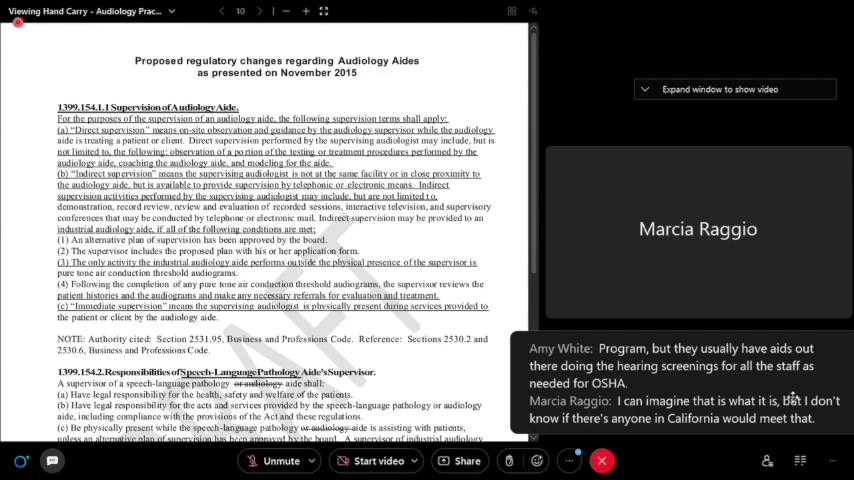 Viewing Hand Carry - Audiology Prac...
10
Proposed regulatory changes regarding Audiology Aides
as presented on November 2015
1399.154.1.1 Supervision of Audiology Aide.
For the purposes of the supervision of an audiology aide, the following supervision terms shall apply:
(a) “Direct supervision” means on-site observation and guidance by the audiology supervisor while the audiology
aide is treating a patient or client. Direct supervision performed by the supervising audiologist may include, but is
not limited to, the following: observation of a portion of the testing or treatment procedures performed by the
audiology aide, coaching the audiology aide, and modeling for the aide.
(b) “Indirect supervision” means the supervising audiologist is not at the same facility or in close proximity to
the audiology aide, but is available to provide supervision by telephonic or electronic means. Indirect
supervision activities performed by the supervising audiologist may include, but are not limited to,
demonstration, record review, review and evaluation of recorded sessions, interactive television, and supervisory
conferences that may be conducted by telephone or electronic mail. Indirect supervision may be provided to an
industrial audiology aide, if all of the following conditions are met:
(1) An alternative plan of supervision has been approved by the board.
(2) The supervisor includes the proposed plan with his or her application form.
(3) The only activity the industrial audiology aide performs outside the physical presence of the supervisor is
pure tone air conduction threshold audiograms.
(4) Following the completion of any pure tone air conduction threshold audiograms, the supervisor reviews the
patient histories and the audiograms and make any necessary referrals for evaluation and treatment.
(c) “Immediate supervision” means the supervising audiologist is physically present during services provided to
the patient or client by the audiology aide.
NOTE: Authority cited: Section 2531.95, Business and Professions Code. Reference: Sections 2530.2 and
2530.6, Business and Professions Code.
1399.154.2. Responsibilities of Speech-Language Pathology Aide's Supervisor.
A supervisor of a speech-language pathology or audiology aide shall:
(a) Have legal responsibility for the health, safety and welfare of the patients.
(b) Have legal responsibility for the acts and services provided by the speech-language pathology or audiology
aide, including compliance with the provisions of the Act and these regulations.
(c) Be physically present while the speech-language pathology or audiology aide is assisting with patients,
unless an alternative plan of supervision has been approved by the board. A supervisor of industrial audiology
DRAFT
Expand window to show video
Marcia Raggio
Amy White: Program, but they usually have aids out
there doing the hearing screenings for all the staff as
needed for OSHA.
Marcia Raggio: I can imagine that is what it is, but I don't
know if there's anyone in California would meet that.
Unmute
Start video
Share